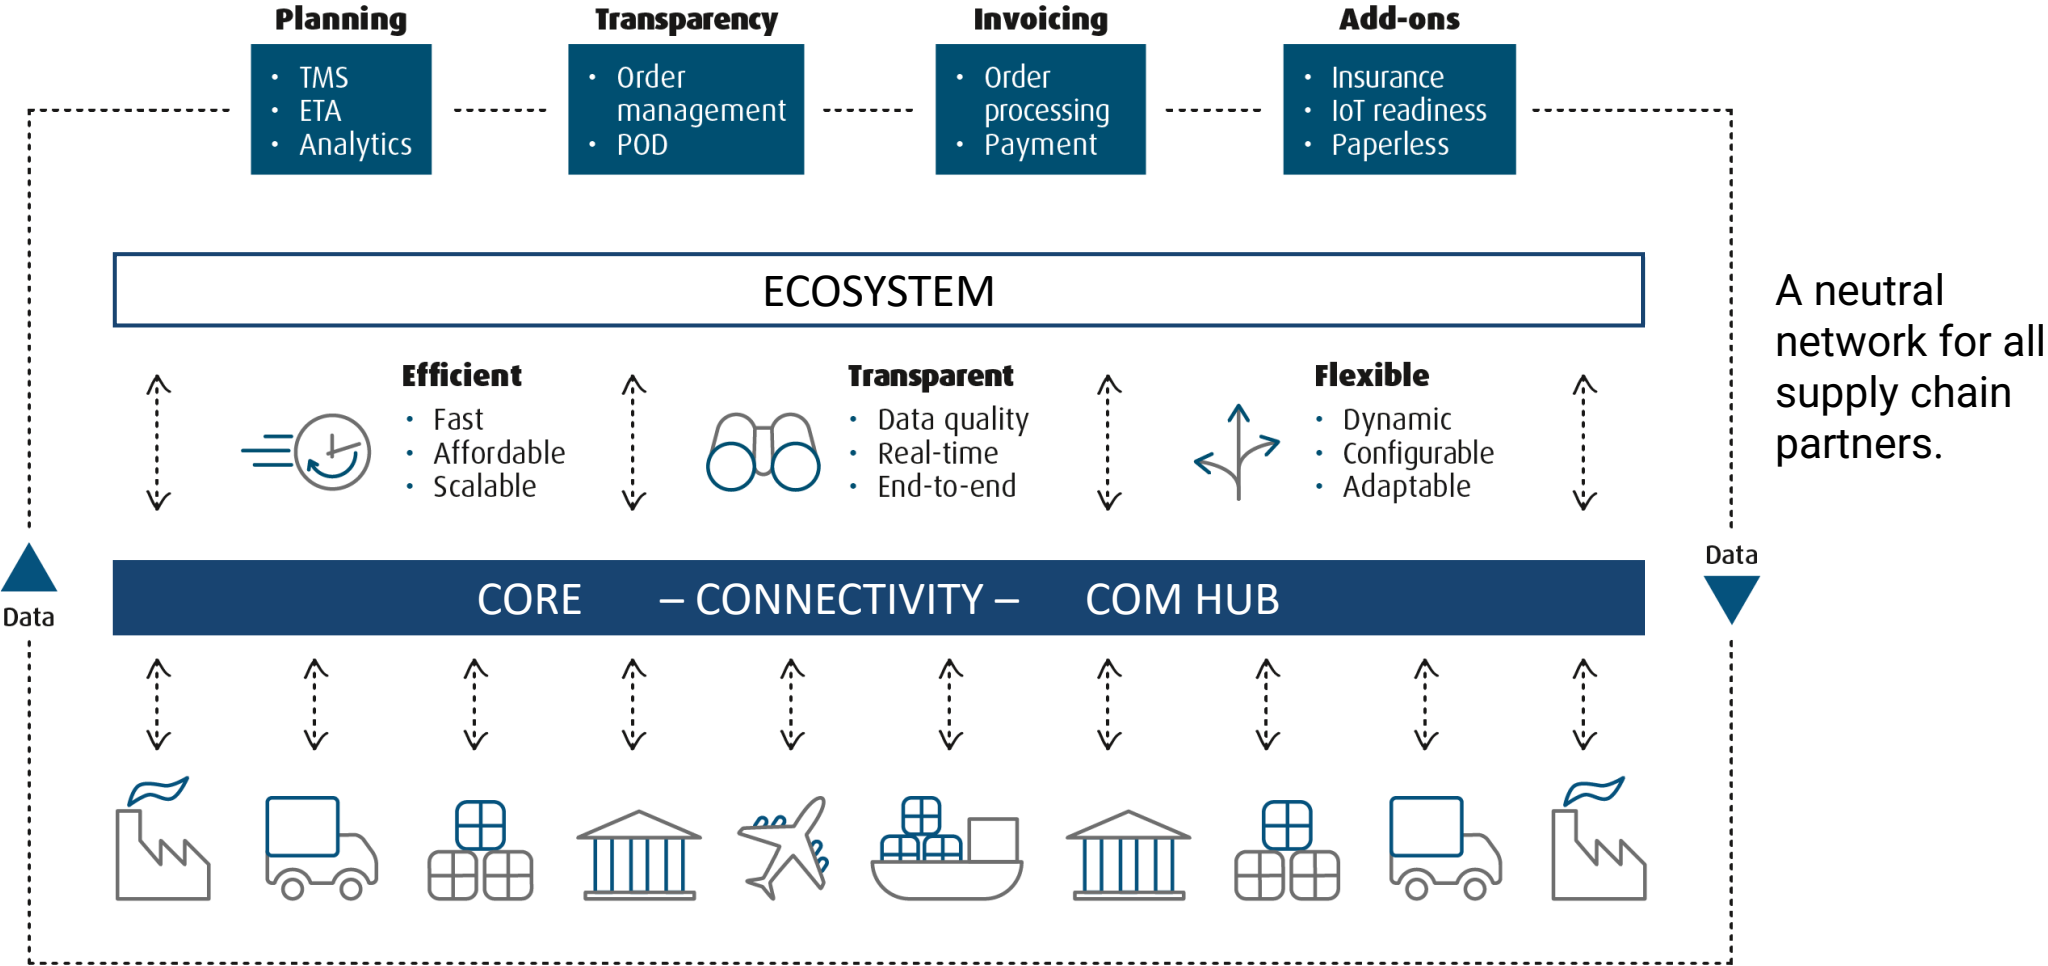 Planning
• TMS
• ETA
• Analytics
Transparency
• Order
management
• POD
Invoicing
• Order
processing
• Payment
Add-ons
• Insurance
• IoT readiness
• Paperless
ECOSYSTEM
A neutral
network for all
supply chain
partners.
Efficient
• Fast
• Affordable
• Scalable
Transparent
• Data quality
• Real-time
• End-to-end
Flexible
• Dynamic
• Configurable
• Adaptable
Data
CORE – CONNECTIVITY – COM HUB
Data